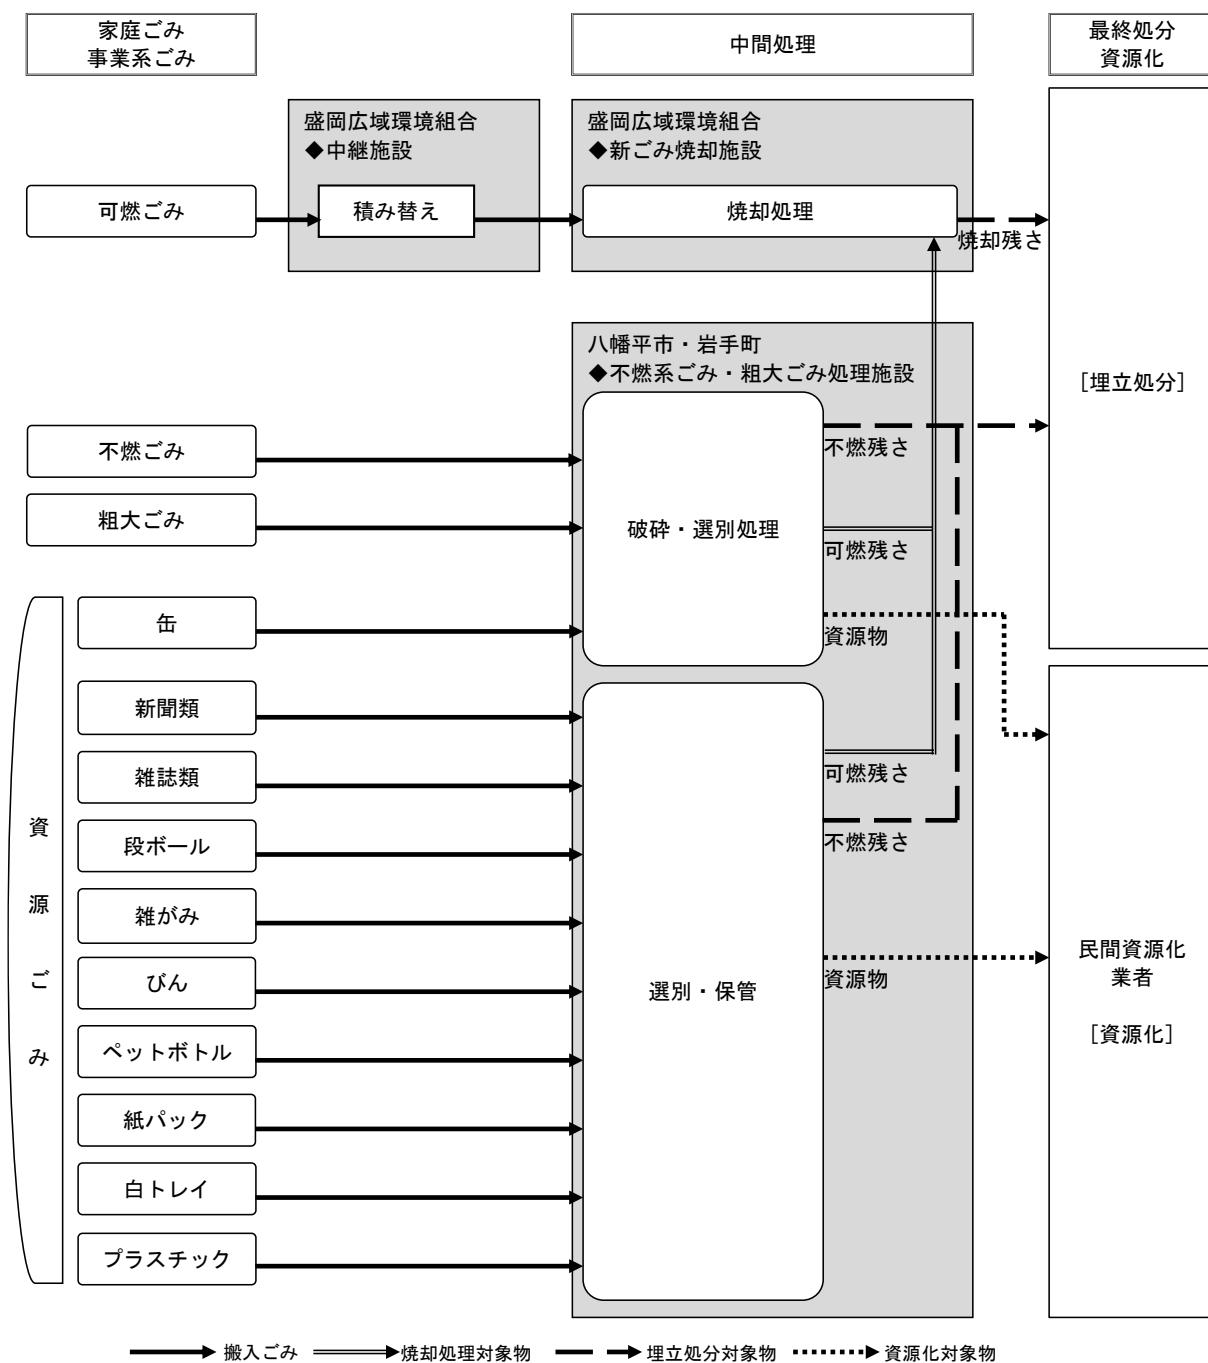 家庭ごみ
事業系ごみ
中間処理
最終処分
資源化
盛岡広域環境組合
◆中継施設
盛岡広域環境組合
◆新ごみ焼却施設
可燃ごみ
積み替え
焼却処理
焼却残さ
八幡平市・岩手町
◆不燃系ごみ・粗大ごみ処理施設
[埋立処分]
不燃ごみ
不燃残さ
粗大ごみ
破砕・選別処理
可燃残さ
缶
資源物
新聞類
雑誌類
可燃残さ
段ボール
不燃残さ
資源ごみ
雑がみ
びん
選別・保管
資源物
民間資源化
業者
[資源化]
ペットボトル
紙パック
白トレイ
プラスチック
搬入ごみ
焼却処理対象物
埋立処分対象物
資源化対象物